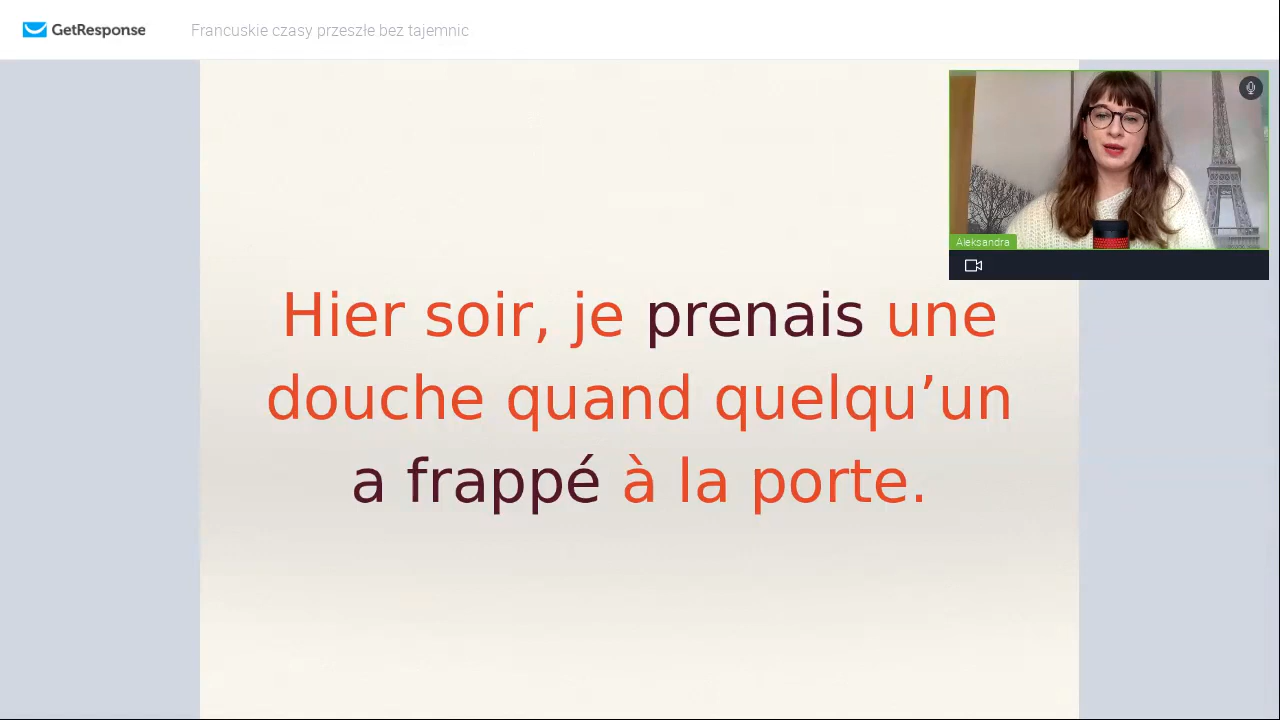 GetResponse
Francuskie czasy przeszłe bez tajemnic
Aleksandra
Hier soir, je prenais une
douche quand quelqu’un
a frappé à la porte.